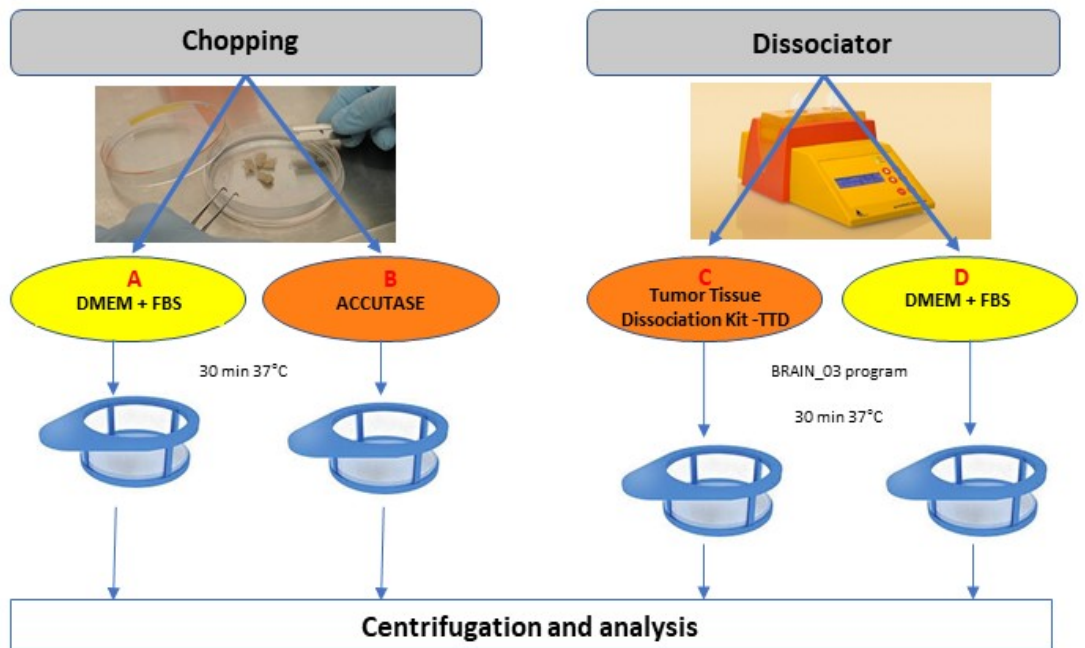 Chopping
Dissociator
A
DMEM + FBS
B
ACCUTASE
C
Tumor Tissue
Dissociation Kit -TTD
D
DMEM + FBS
30 min 37°C
BRAIN_03 program
30 min 37°C
Centrifugation and analysis